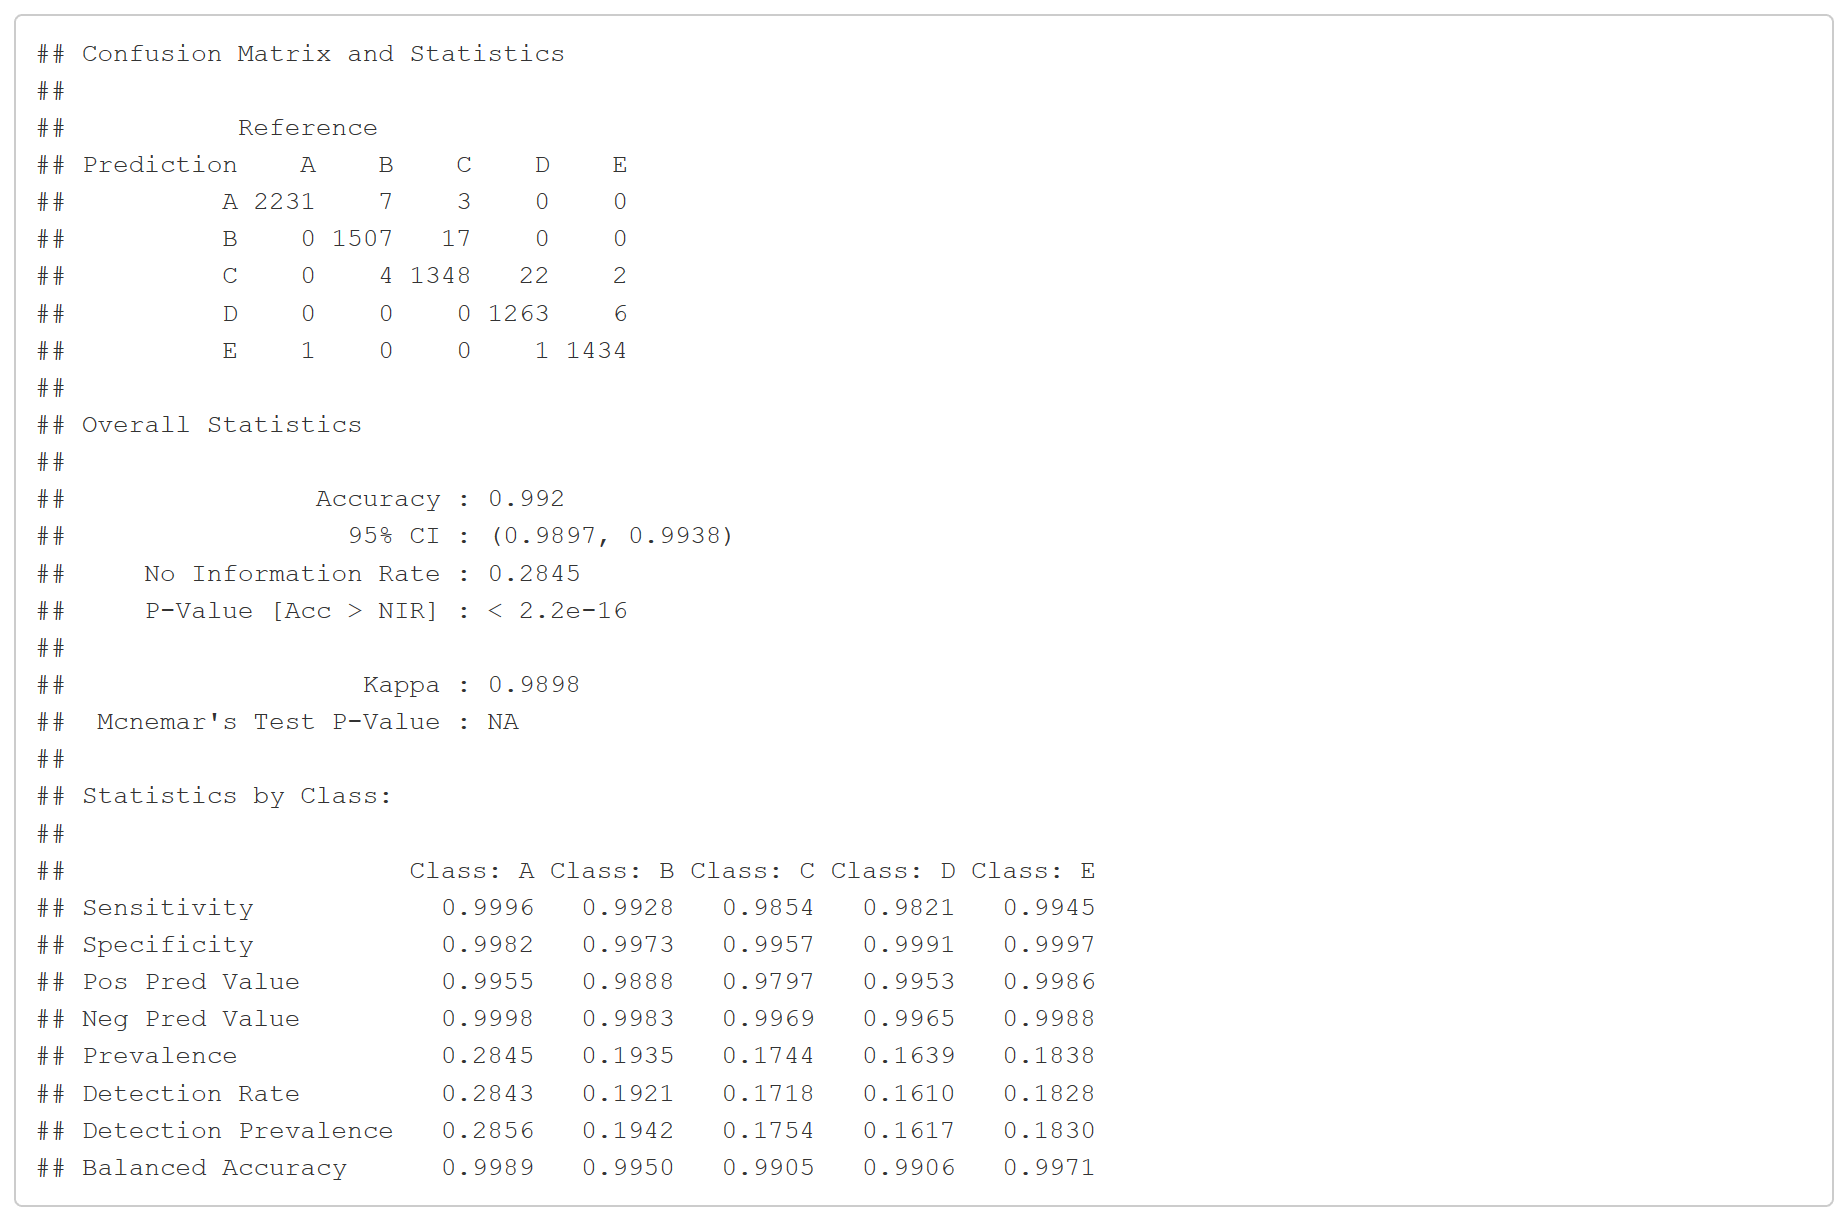 ## Confusion Matrix and Statistics
##
##           Reference
## Prediction    A    B    C    D    E
##          A 2231    7    3    0    0
##          B    0 1507   17    0    0
##          C    0    4 1348   22    2
##          D    0    0    0 1263    6
##          E    1    0    0    1 1434
##
## Overall Statistics
##
##                Accuracy : 0.992
##                  95% CI : (0.9897, 0.9938)
##     No Information Rate : 0.2845
##     P-Value [Acc > NIR] : < 2.2e-16
##
##                   Kappa : 0.9898
##  Mcnemar's Test P-Value : NA
##
## Statistics by Class:
##
##                      Class: A Class: B Class: C Class: D Class: E
## Sensitivity            0.9996   0.9928   0.9854   0.9821   0.9945
## Specificity            0.9982   0.9973   0.9957   0.9991   0.9997
## Pos Pred Value         0.9955   0.9888   0.9797   0.9953   0.9986
## Neg Pred Value         0.9998   0.9983   0.9969   0.9965   0.9988
## Prevalence             0.2845   0.1935   0.1744   0.1639   0.1838
## Detection Rate         0.2843   0.1921   0.1718   0.1610   0.1828
## Detection Prevalence   0.2856   0.1942   0.1754   0.1617   0.1830
## Balanced Accuracy      0.9989   0.9950   0.9905   0.9906   0.9971